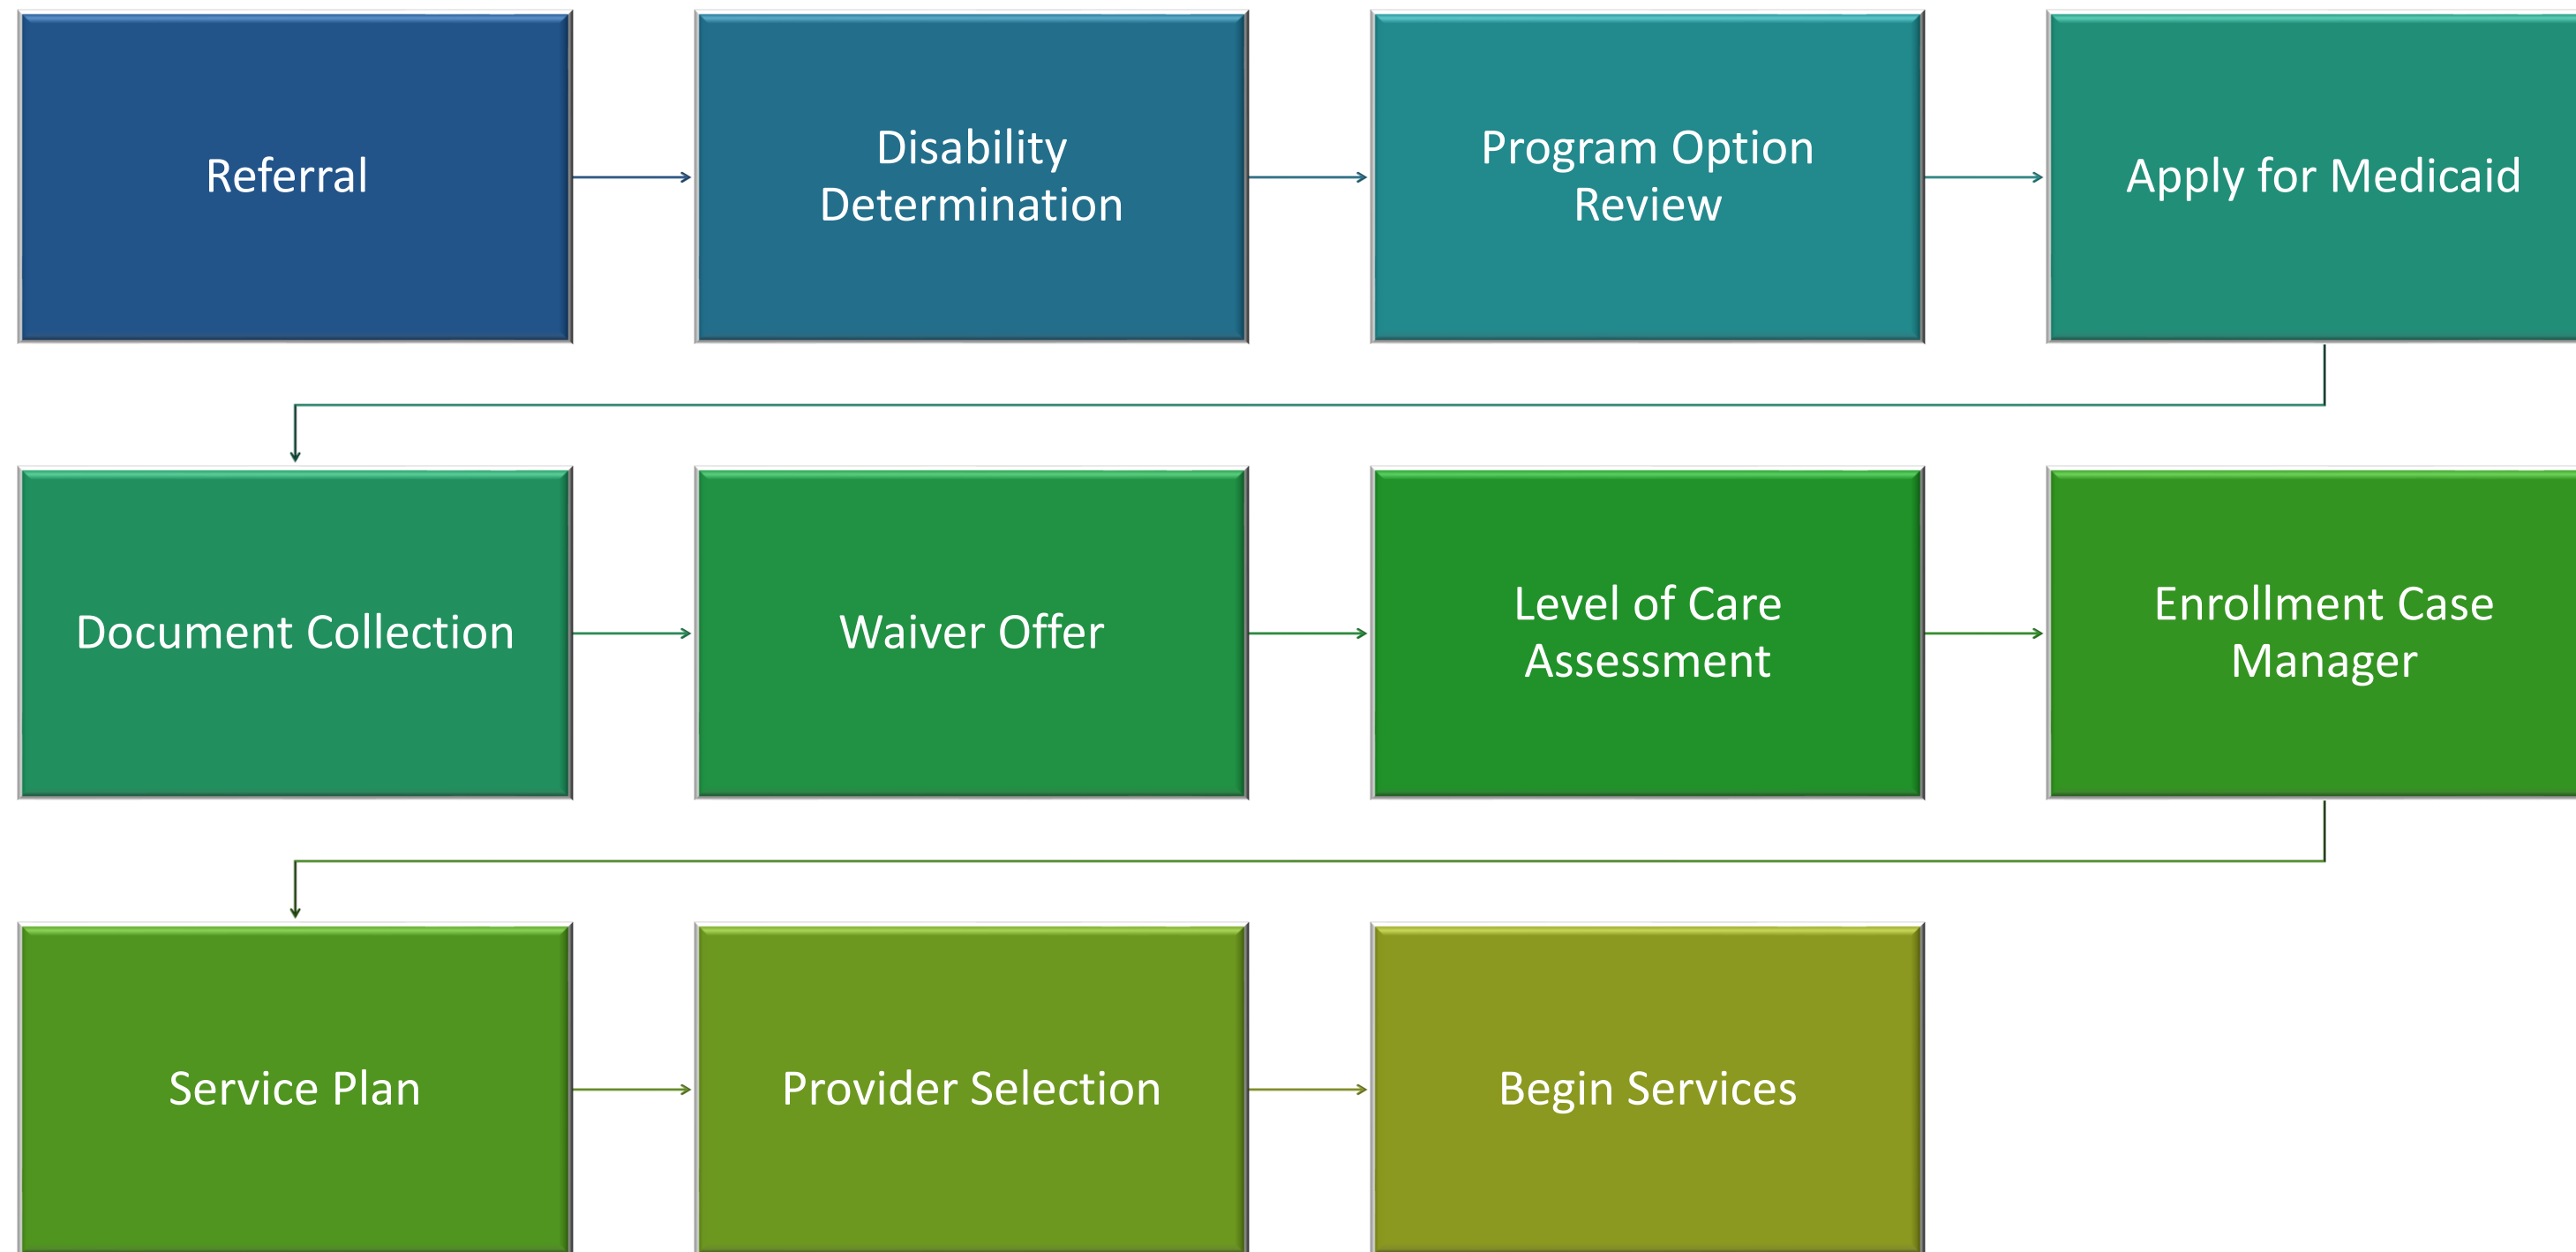 Referral
Disability
Determination
Program Option
Review
Apply for Medicaid
Document Collection
Waiver Offer
Level of Care
Assessment
Enrollment Case
Manager
Service Plan
Provider Selection
Begin Services